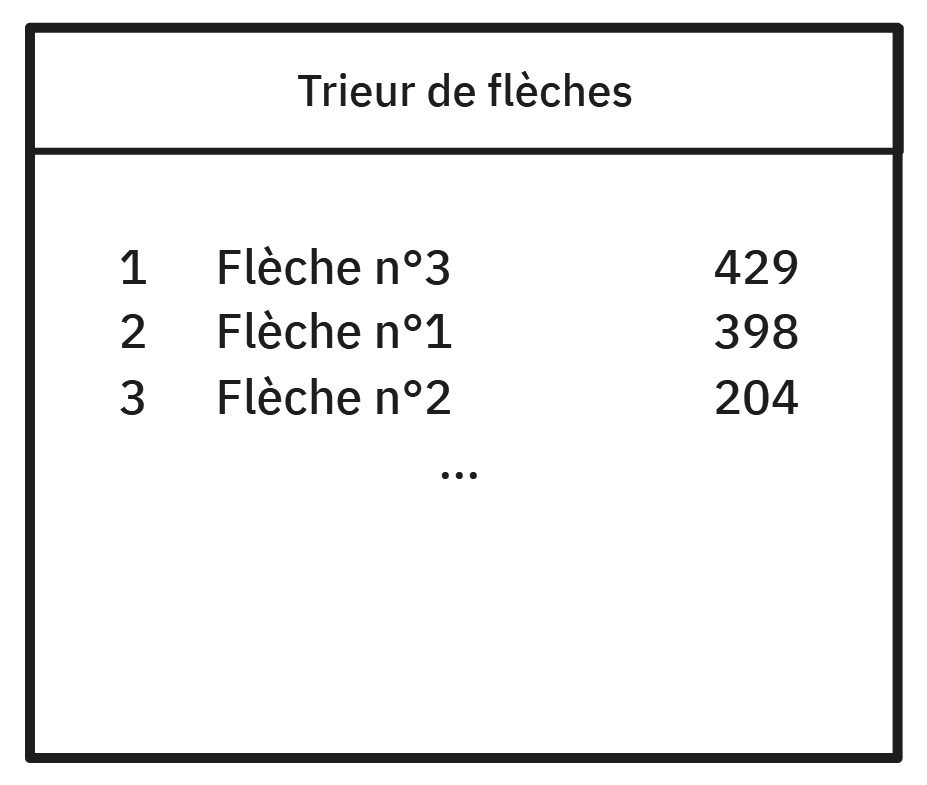 Trieur de flèches
1 Flèche n°3 429
2 Flèche n°1 398
3 Flèche n°2 204
...